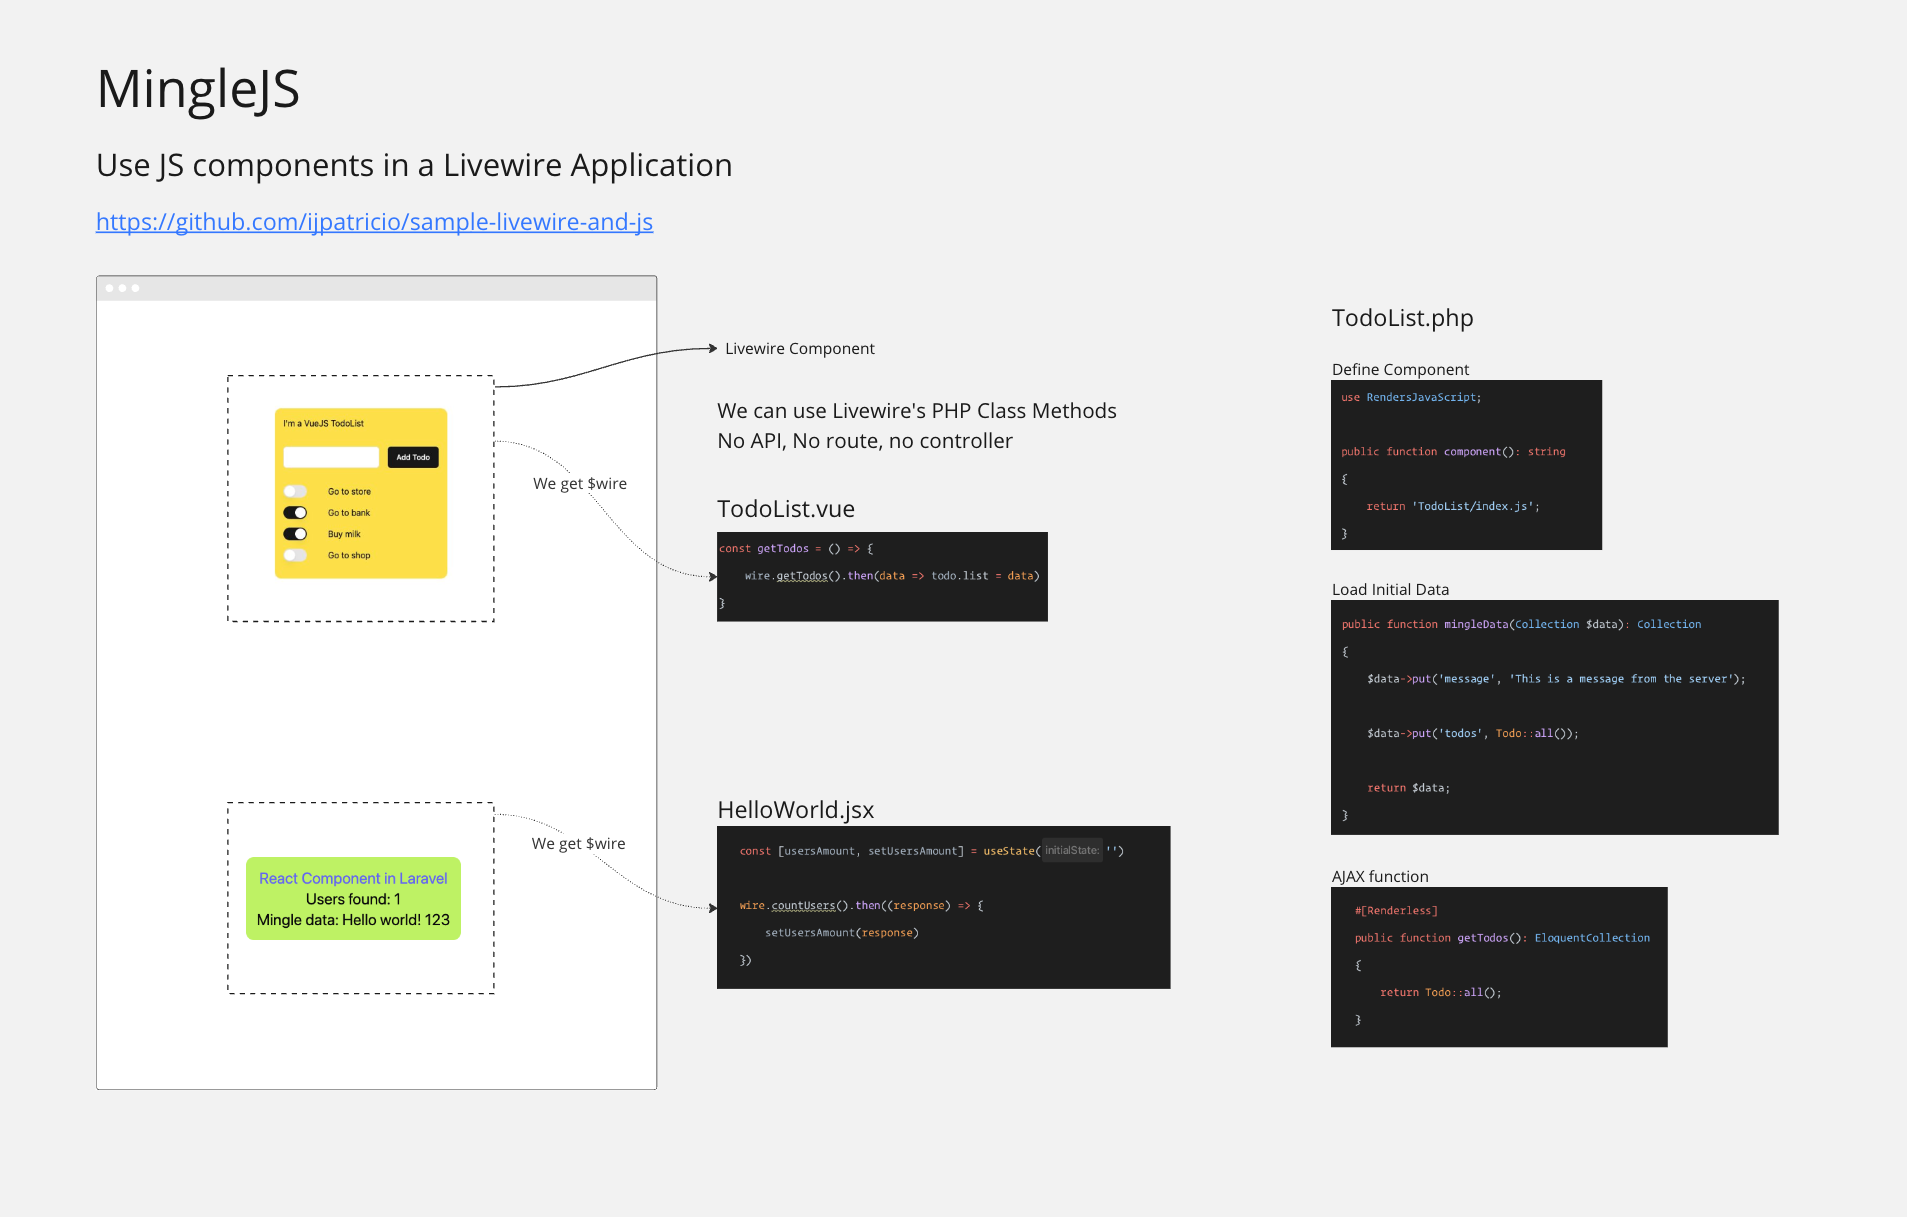 MingleJS
Use JS components in a Livewire Application
https://github.com/ijpatricio/sample-livewire-and-js
I'm a VueJS TodoList
Add Todo
Go to store
Go to bank
Buy milk
Go to shop
React Component in Laravel
Users found: 1
Mingle data: Hello world! 123
Livewire Component
We can use Livewire's PHP Class Methods
No API, No route, no controller
We get $wire
TodoList.vue
const getTodos = () => {
    wire.getTodos().then(data => todo.list = data)
}
We get $wire
HelloWorld.jsx
const [usersAmount, setUsersAmount] = useState( initialState: '')
wire.countUsers().then((response) => {
    setUsersAmount(response)
})
TodoList.php
Define Component
use RendersJavaScript;
public function component(): string
{
    return 'TodoList/index.js';
}
Load Initial Data
public function mingleData(Collection $data): Collection
{
    $data->put('message', 'This is a message from the server');
    $data->put('todos', Todo::all());
    return $data;
}
AJAX function
#[Renderless]
public function getTodos(): EloquentCollection
{
    return Todo::all();
}